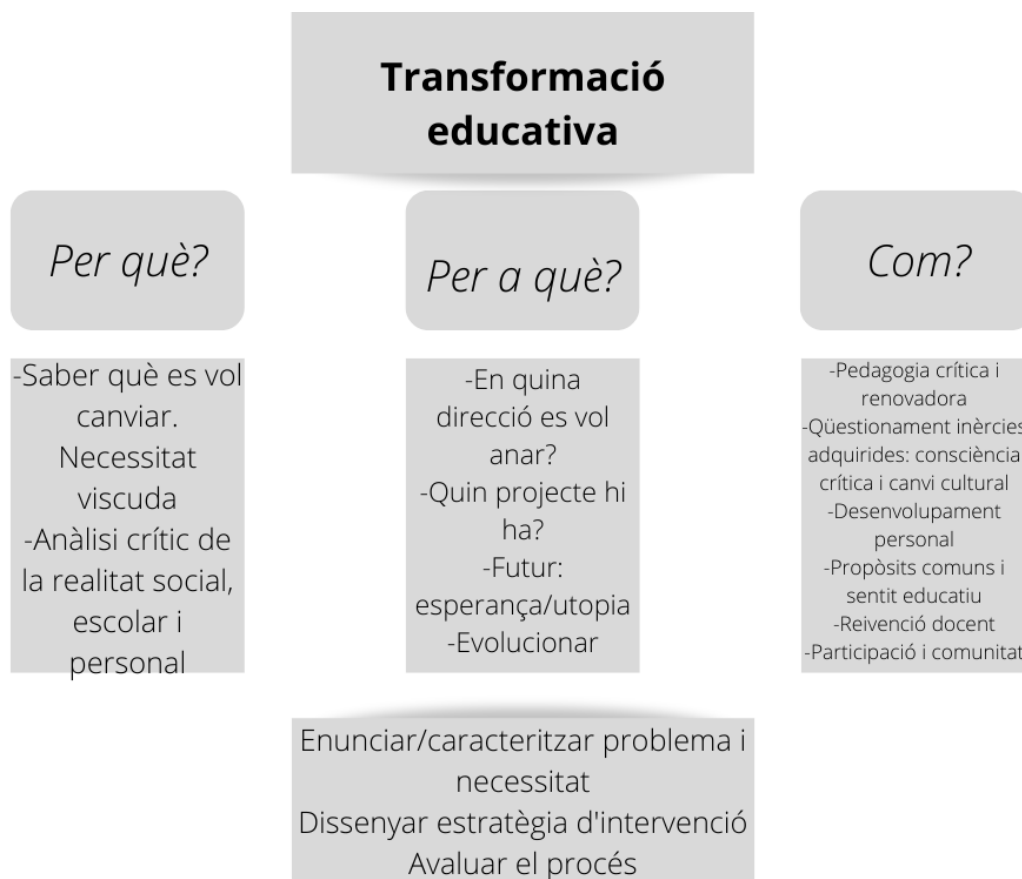 Transformació
educativa
Per què?
Per a què?
Com?
-Saber què es vol
canviar.
Necessitat
viscuda
-Anàlisi crític de
la realitat social,
escolar i
personal
-En quina
direcció es vol
anar?
-Quin projecte hi
ha?
-Futur:
esperança/utopia
-Evolucionar
-Pedagogia crítica i
renovadora
-Qüestionament inèrcies
adquirides: consciència
crítica i canvi cultural
-Desenvolupament
personal
-Propòsits comuns i
sentit educatiu
-Reivenció docent
-Participació i comunitat
Enunciar/caracteritzar problema i
necessitat
Dissenyar estratègia d'intervenció
Avaluar el procés